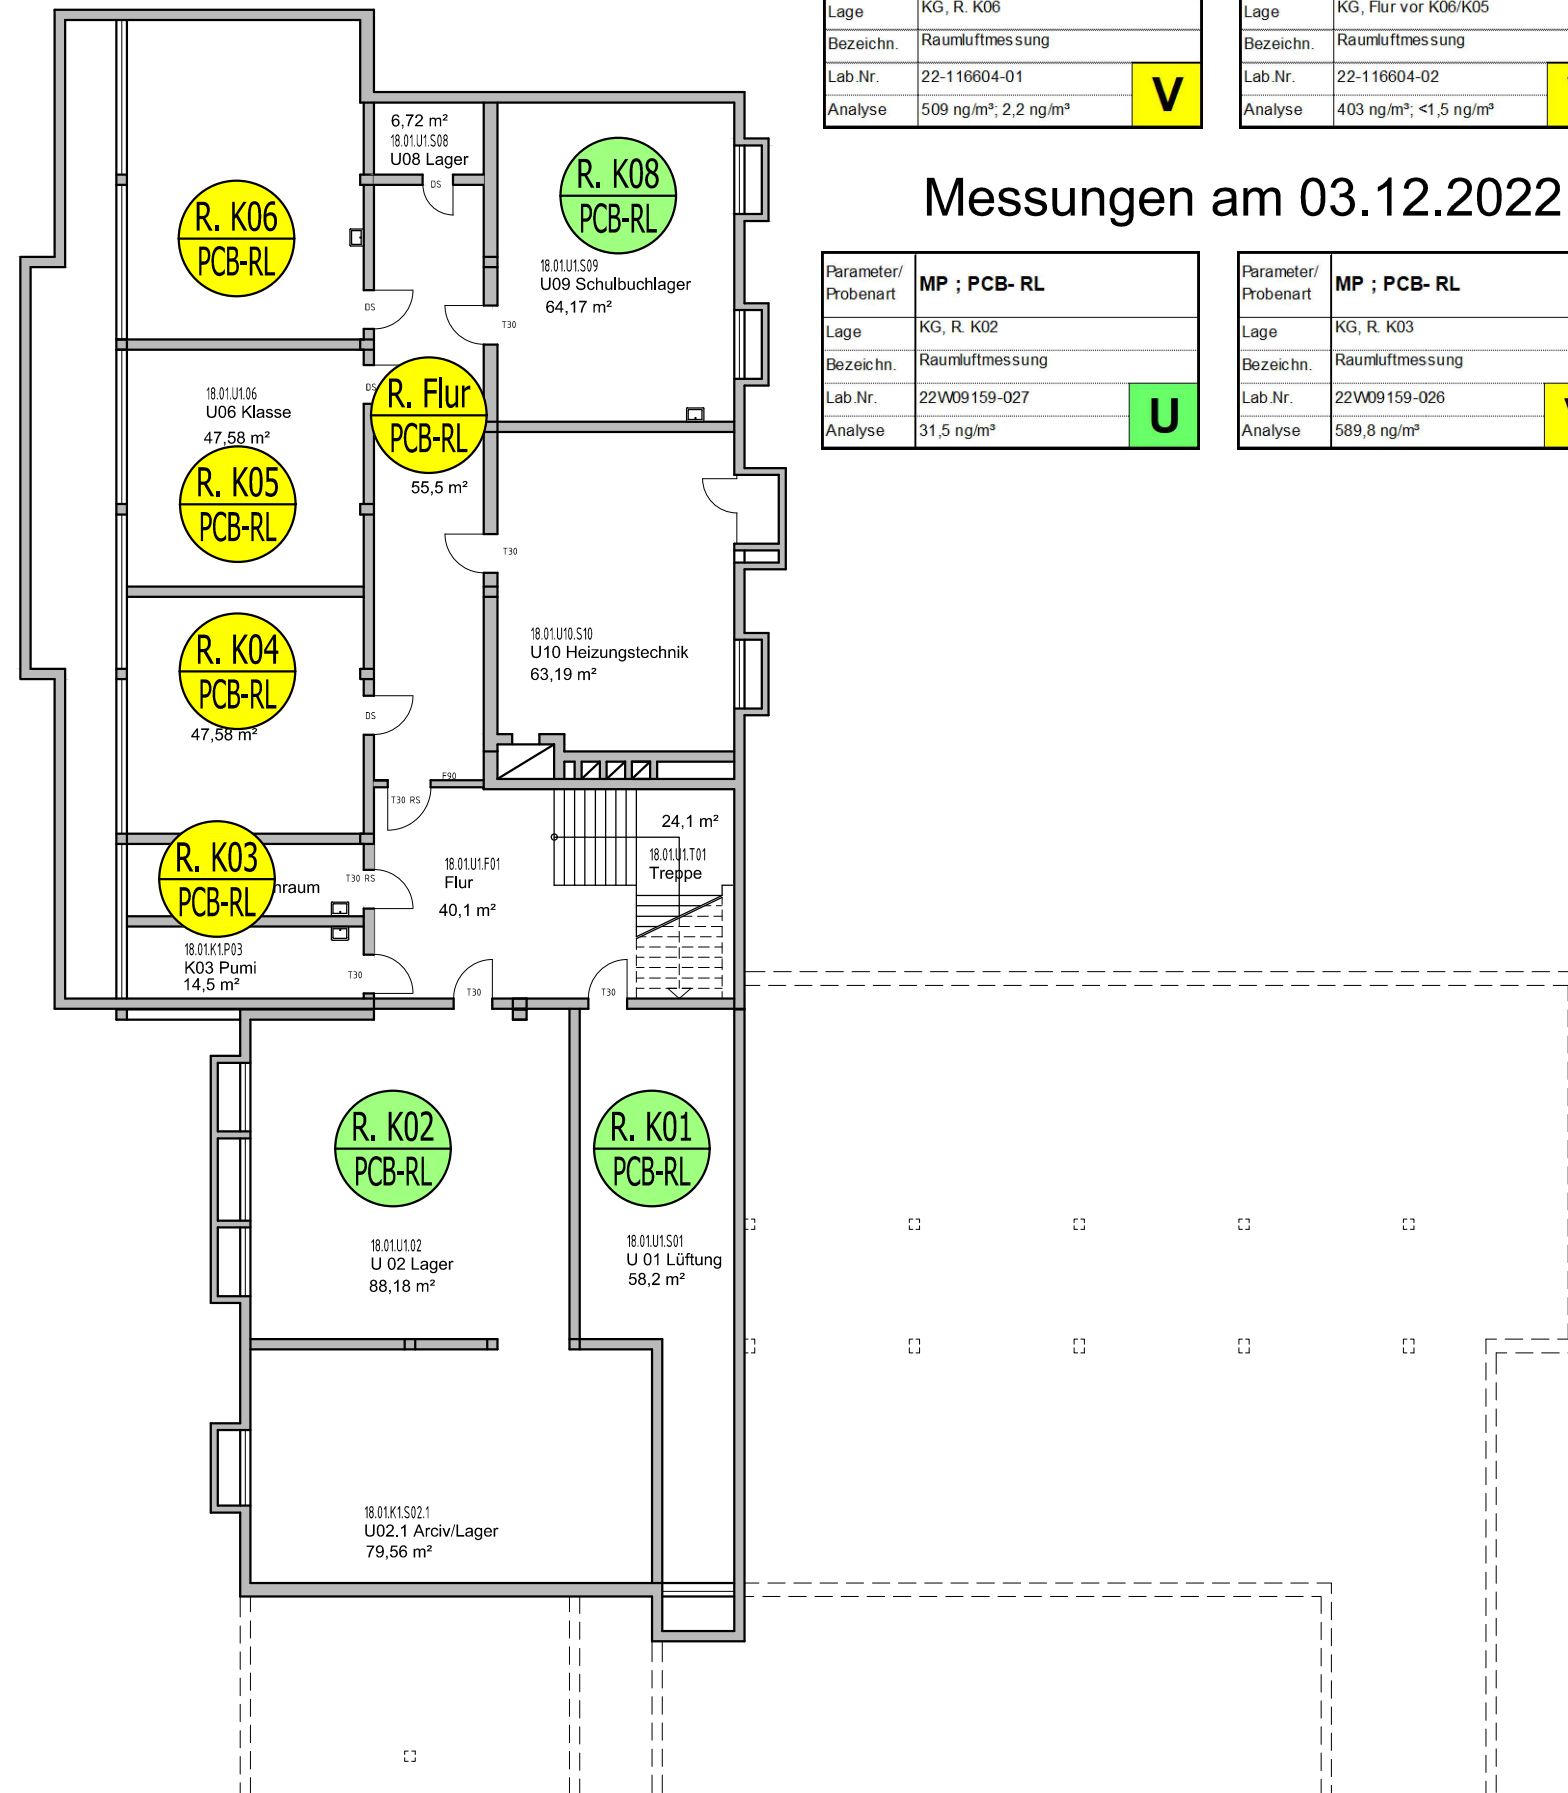 Lage KG, R. K06
Bezeichn. Raumluftmessung
Lab.Nr. 22-116604-01
Analyse 509 ng/m³; 2,2 ng/m³
V
Lage KG, Flur vor K06/K05
Bezeichn. Raumluftmessung
Lab.Nr. 22-116604-02
Analyse 403 ng/m³; <1,5 ng/m³
Messungen am 03.12.2022
Parameter/
Probenart
MP ; PCB- RL
Lage KG, R. K02
Bezeichn. Raumluftmessung
Lab.Nr. 22W09159-027
Analyse 31,5 ng/m³
U
Parameter/
Probenart
MP ; PCB- RL
Lage KG, R. K03
Bezeichn. Raumluftmessung
Lab.Nr. 22W09159-026
Analyse 589,8 ng/m³
6,72 m²
18.01.U1.S08
U08 Lager
DS
R. K08
PCB-RL
R. K06
PCB-RL
18.01.U1.S09
U09 Schulbuchlager
64,17 m²
DS
T30
18.01.U1.06
U06 Klasse
47,58 m²
DS
R. Flur
PCB-RL
55,5 m²
R. K05
PCB-RL
T30
R. K04
PCB-RL
47,58 m²
DS
18.01.U10.S10
U10 Heizungstechnik
63,19 m²
F90
T30 RS
24,1 m²
18.01.U1.T01
Treppe
R. K03
PCB-RL
nraum
T30 RS
18.01.U1.F01
Flur
40,1 m²
18.01.K1.P03
K03 Pumi
14,5 m²
T30
T30
T30
R. K02
PCB-RL
R. K01
PCB-RL
18.01.U1.02
U 02 Lager
88,18 m²
18.01.U1.S01
U 01 Lüftung
58,2 m²
18.01.K1.S02.1
U02.1 Arciv/Lager
79,56 m²